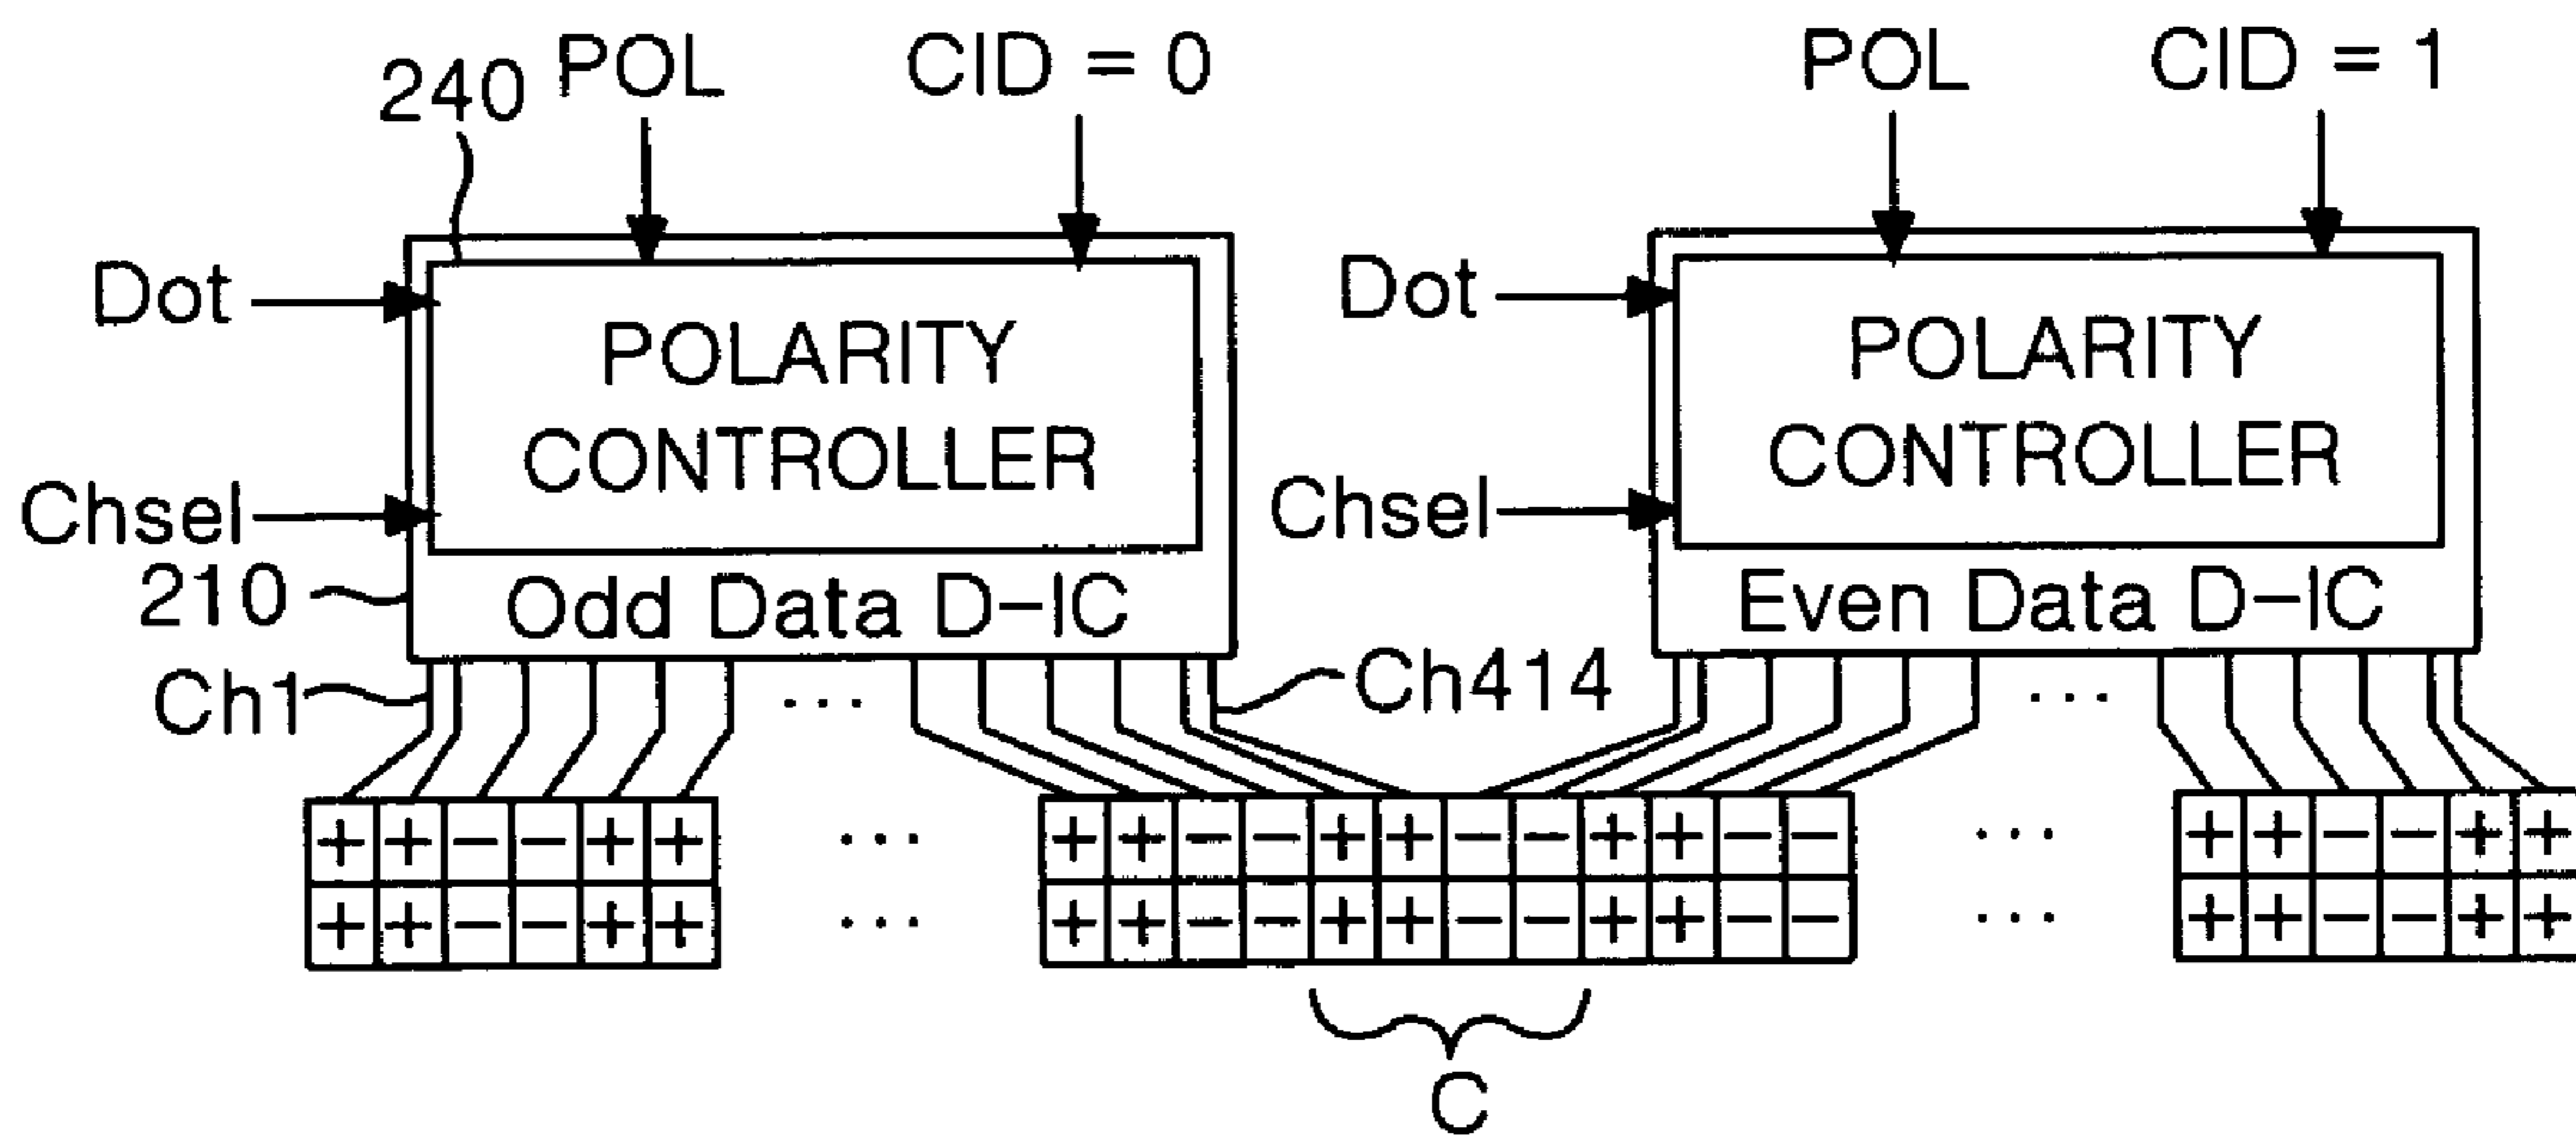 240 POL CID = 0 POL CID = 1
Dot Dot
POLARITY POLARITY
CONTROLLER CONTROLLER
Chsel Chsel
210 Odd Data D-IC Even Data D-IC
Ch1 ... Ch414 ...
+ + - - + + ... + + - - + + - - + + - - ... + + - - + +
+ + - - + + ... + + - - + + - - + + - - ... + + - - + +
C